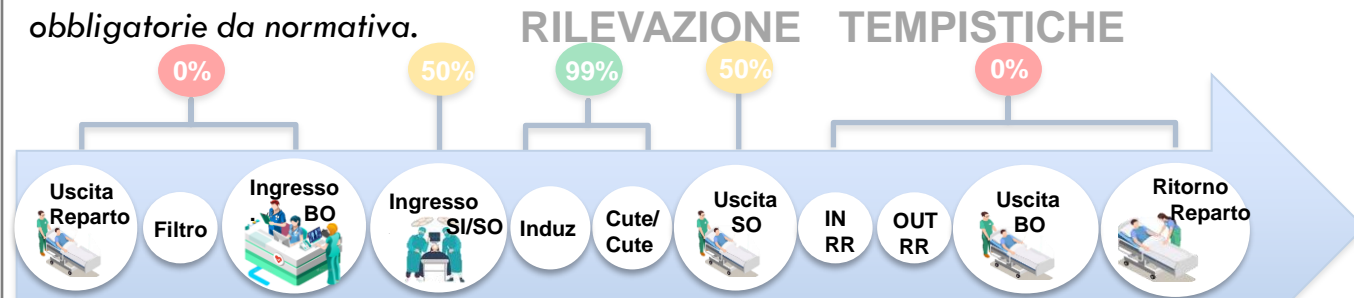 obbligatorie da normativa.
RILEVAZIONE TEMPISTICHE
0%
50%
99%
50%
0%
Uscita
Reparto
Filtro
Ingresso
BO
Ingresso
SI/SO
Induz
Cute/
Cute
Uscita
SO
IN
RR
OUT
RR
Uscita
BO
Ritorno
Reparto